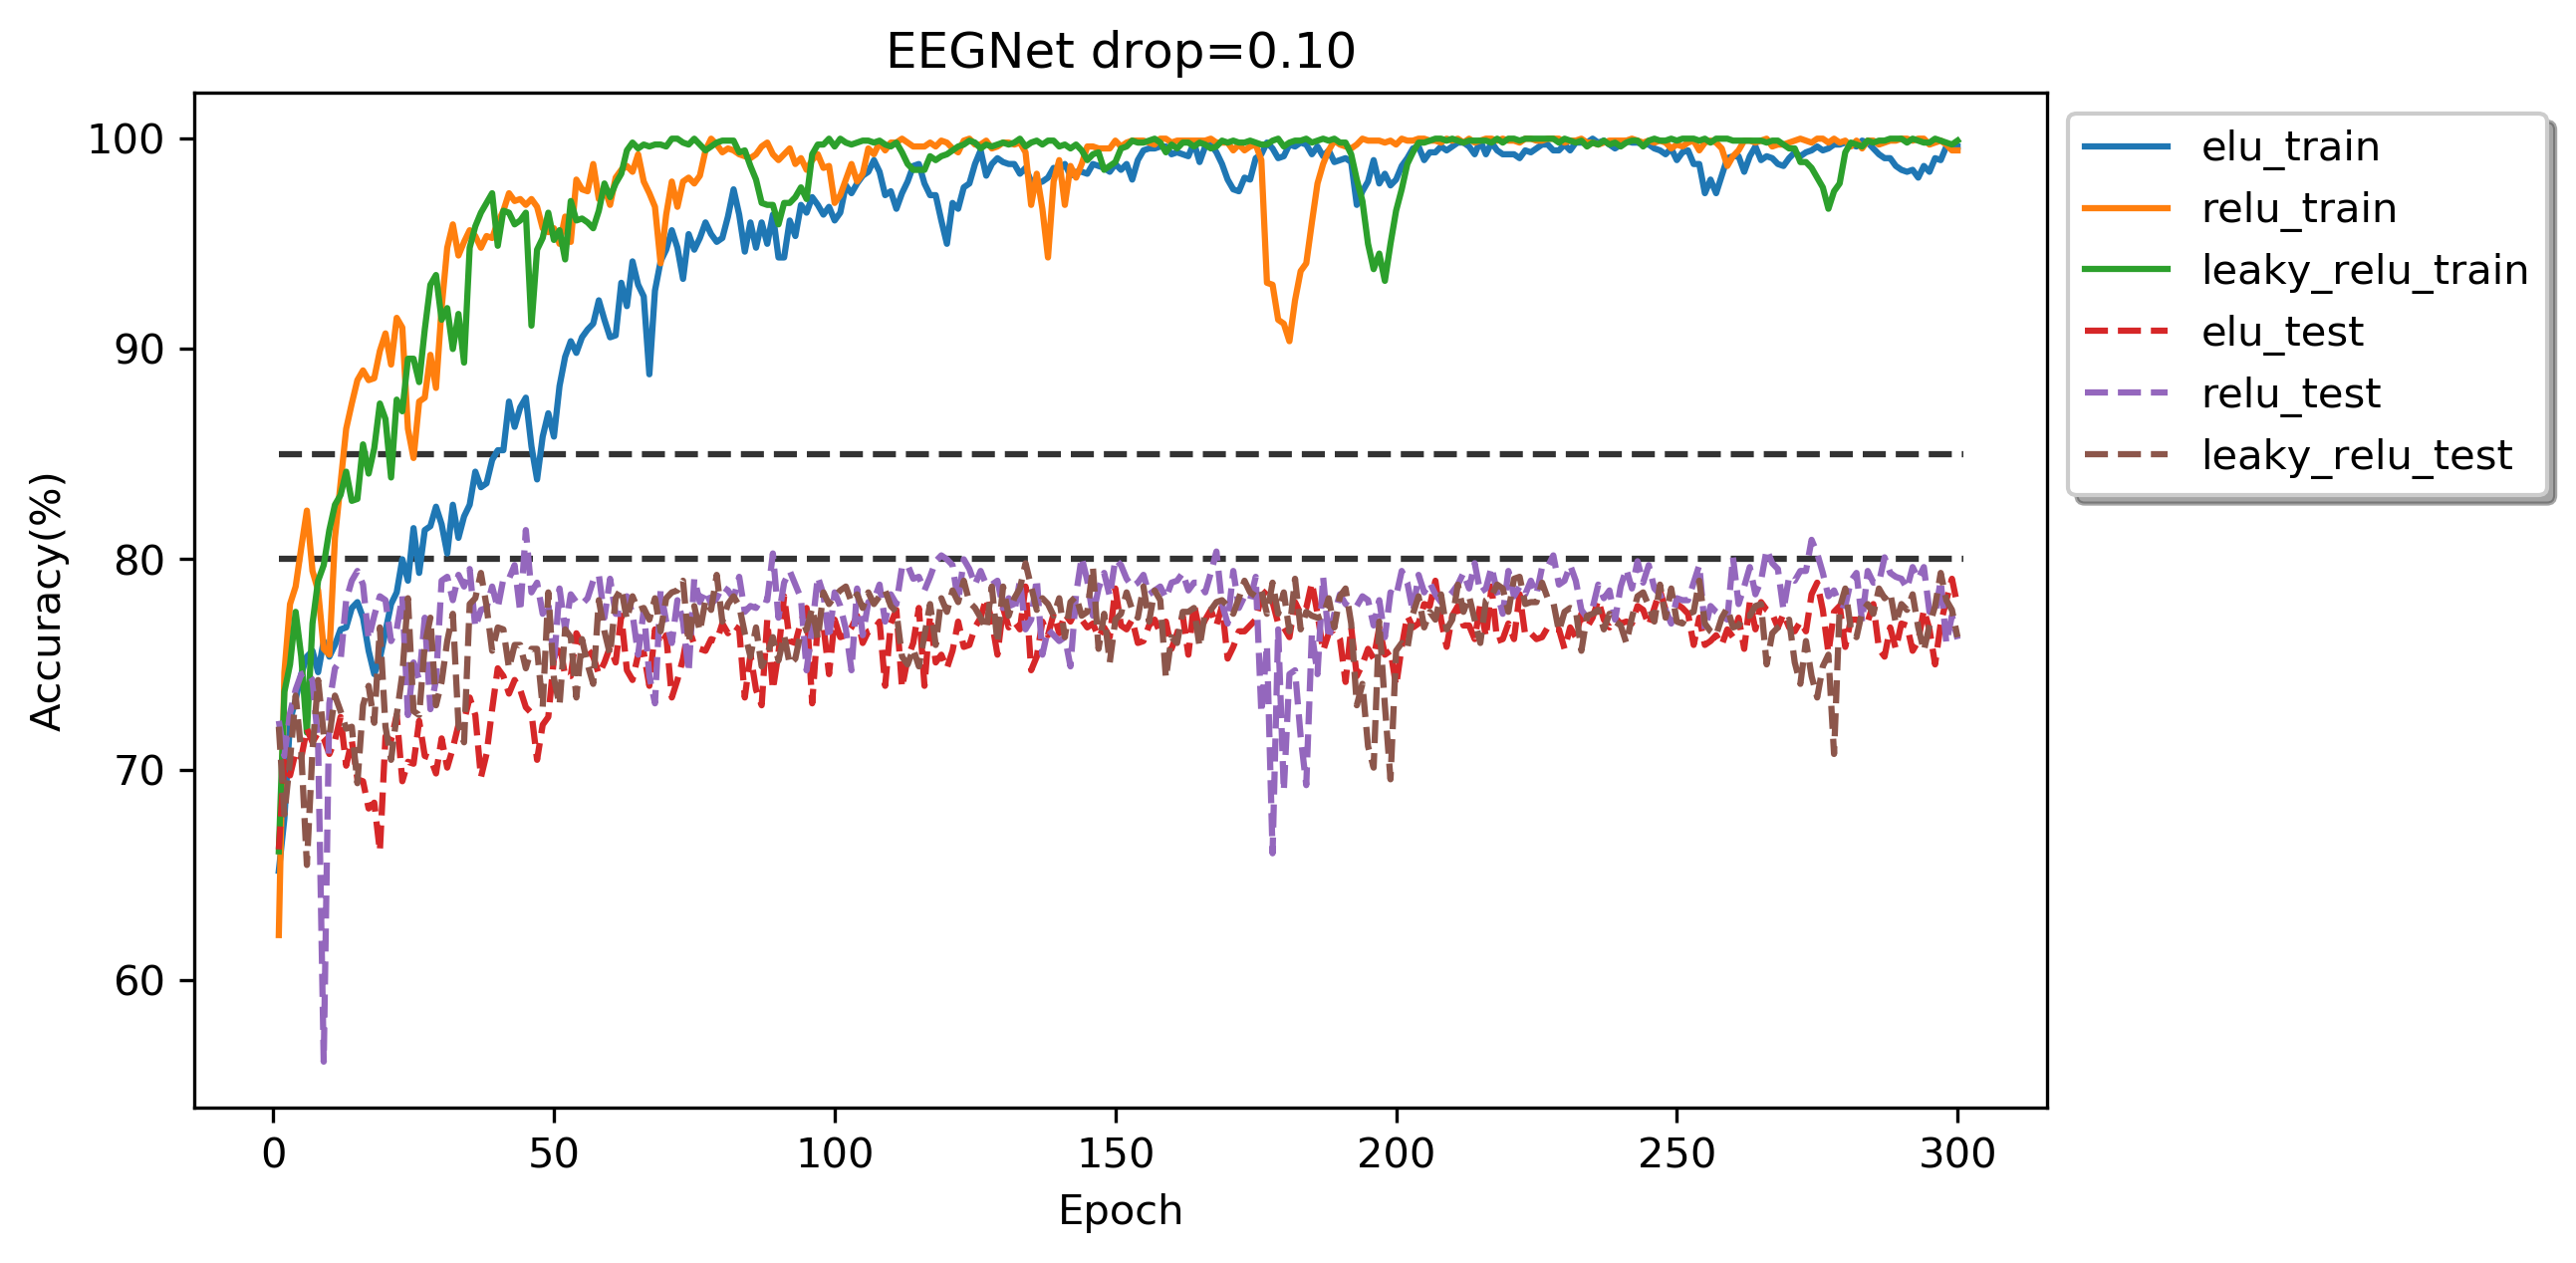 EEGNet drop=0.10
Accuracy(%)
100
90
80
70
60
0 50 100 150 200 250 300
Epoch
elu_train
relu_train
leaky_relu_train
elu_test
relu_test
leaky_relu_test